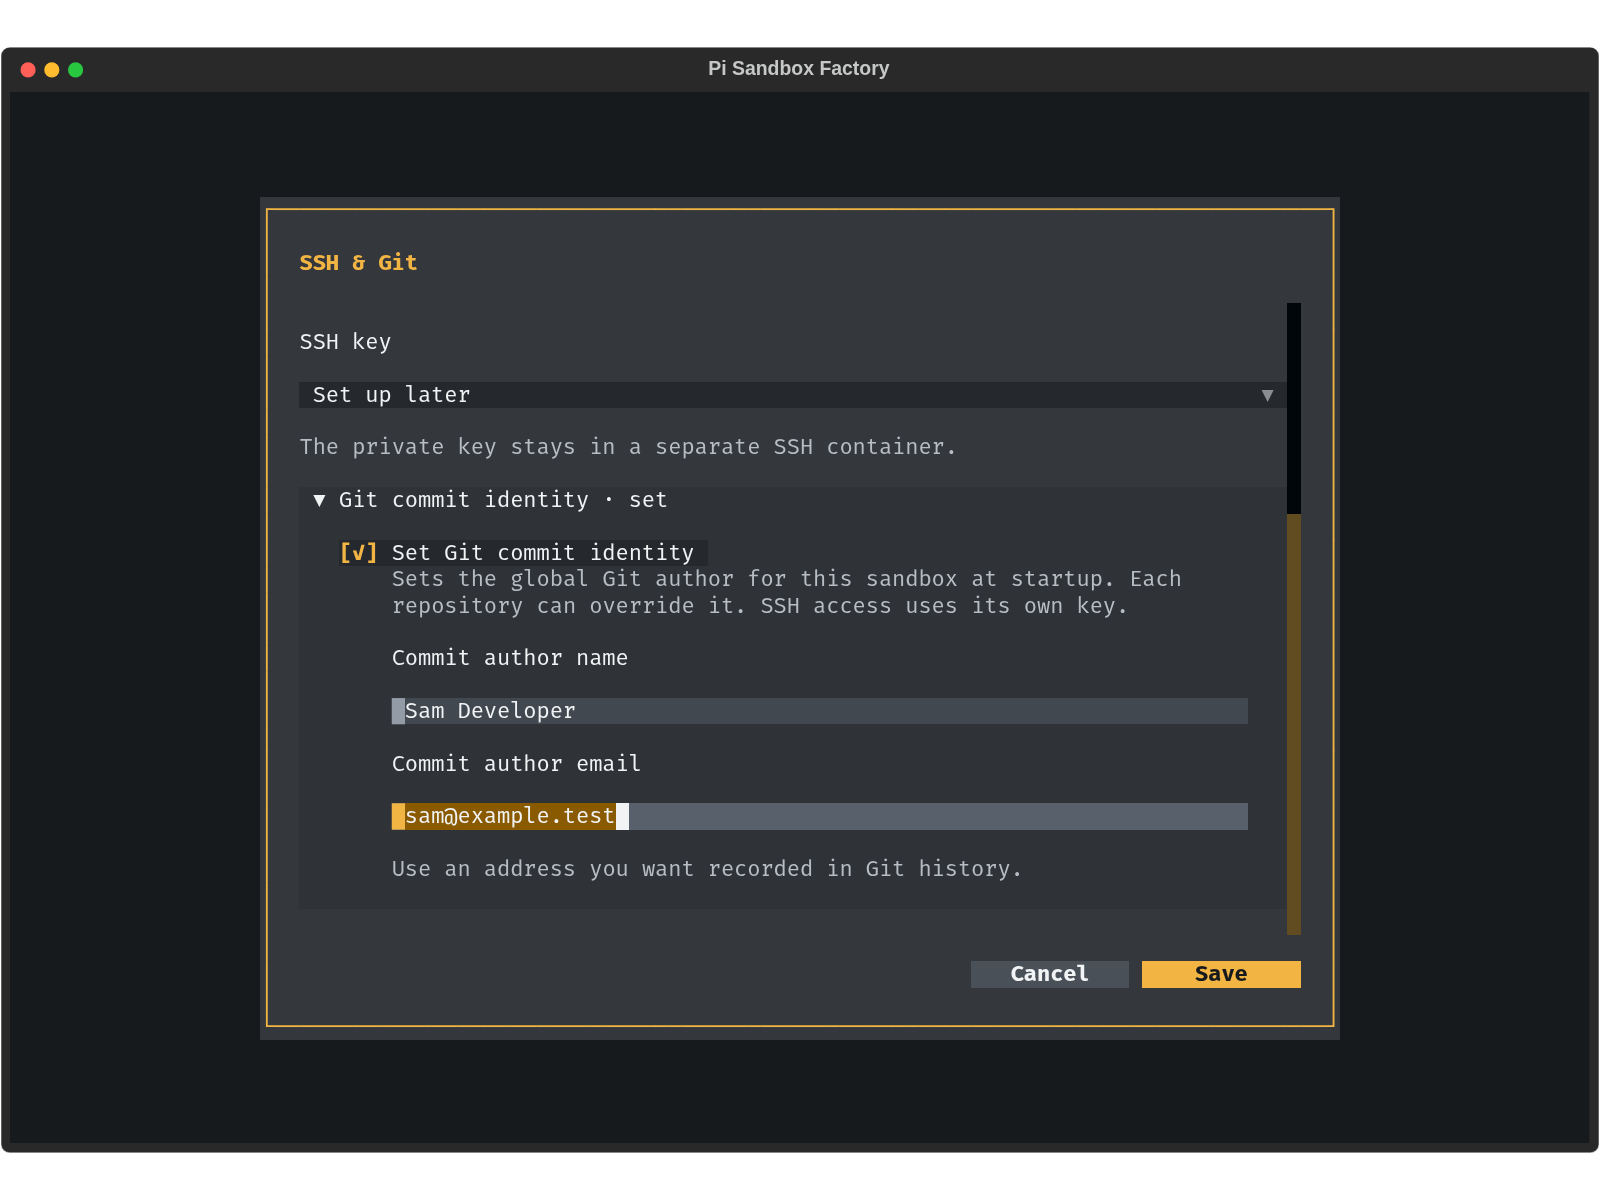 Pi Sandbox Factory
SSH & Git
SSH key
Set up later ▼
The private key stays in a separate SSH container.
▼ Git commit identity · set
[√] Set Git commit identity
Sets the global Git author for this sandbox at startup. Each
repository can override it. SSH access uses its own key.
Commit author name
Sam Developer
Commit author email
sam@example.test
Use an address you want recorded in Git history.
Cancel Save